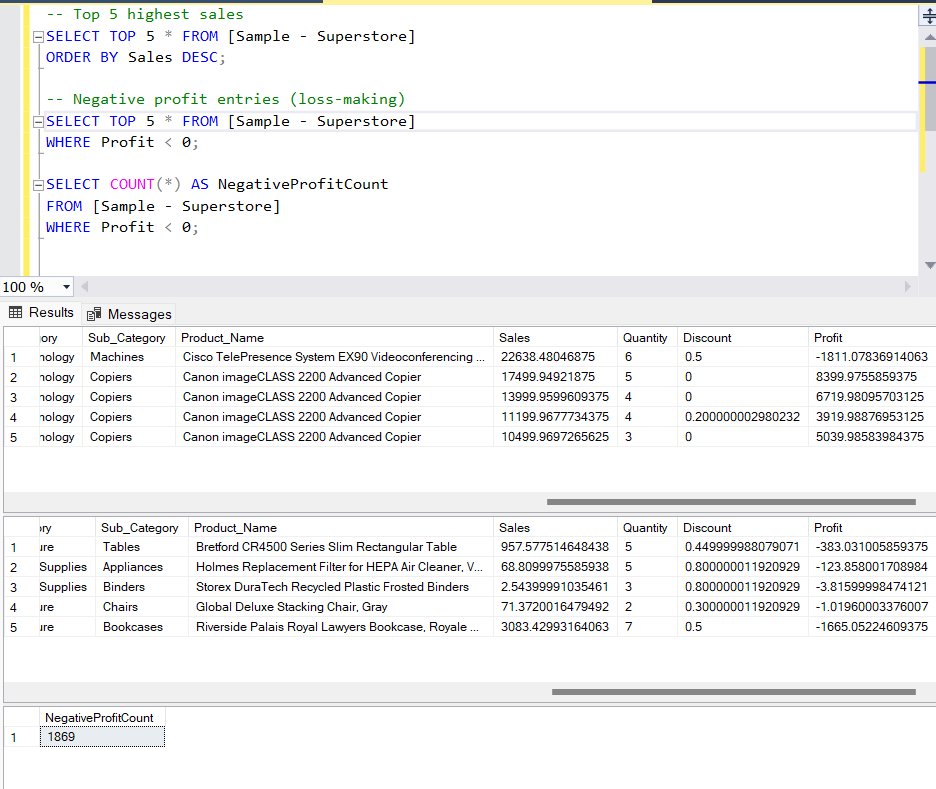 -- Top 5 highest sales
SELECT TOP 5 * FROM [Sample - Superstore]
ORDER BY Sales DESC;
-- Negative profit entries (loss-making)
SELECT TOP 5 * FROM [Sample - Superstore]
WHERE Profit < 0;
SELECT COUNT(*) AS NegativeProfitCount
FROM [Sample - Superstore]
WHERE Profit < 0;
100 %
Results Messages
ory Sub_Category Product_Name Sales Quantity Discount Profit
1 nology Machines Cisco TelePresence System EX90 Videoconferencing ... 22638.48046875 6 0.5 -1811.07836914063
2 nology Copiers Canon imageCLASS 2200 Advanced Copier 17499.94921875 5 0 8399.9755859375
3 nology Copiers Canon imageCLASS 2200 Advanced Copier 13999.9599609375 4 0 6719.98095703125
4 nology Copiers Canon imageCLASS 2200 Advanced Copier 11199.9677734375 4 0.200000002980232 3919.98876953125
5 nology Copiers Canon imageCLASS 2200 Advanced Copier 10499.9697265625 3 0 5039.98583984375
ory Sub_Category Product_Name Sales Quantity Discount Profit
1 ure Tables Bretford CR4500 Series Slim Rectangular Table 957.577514648438 5 0.449999988079071 -383.031005859375
2 Supplies Appliances Holmes Replacement Filter for HEPA Air Cleaner, V... 68.8099975585938 5 0.800000011920929 -123.858001708984
3 Supplies Binders Storex DuraTech Recycled Plastic Frosted Binders 2.54399991035461 3 0.800000011920929 -3.81599998474121
4 ure Chairs Global Deluxe Stacking Chair, Gray 71.3720016479492 2 0.300000011920929 -1.01960003376007
5 ure Bookcases Riverside Palais Royal Lawyers Bookcase, Royale ... 3083.42993164063 7 0.5 -1665.05224609375
NegativeProfitCount
1 1869